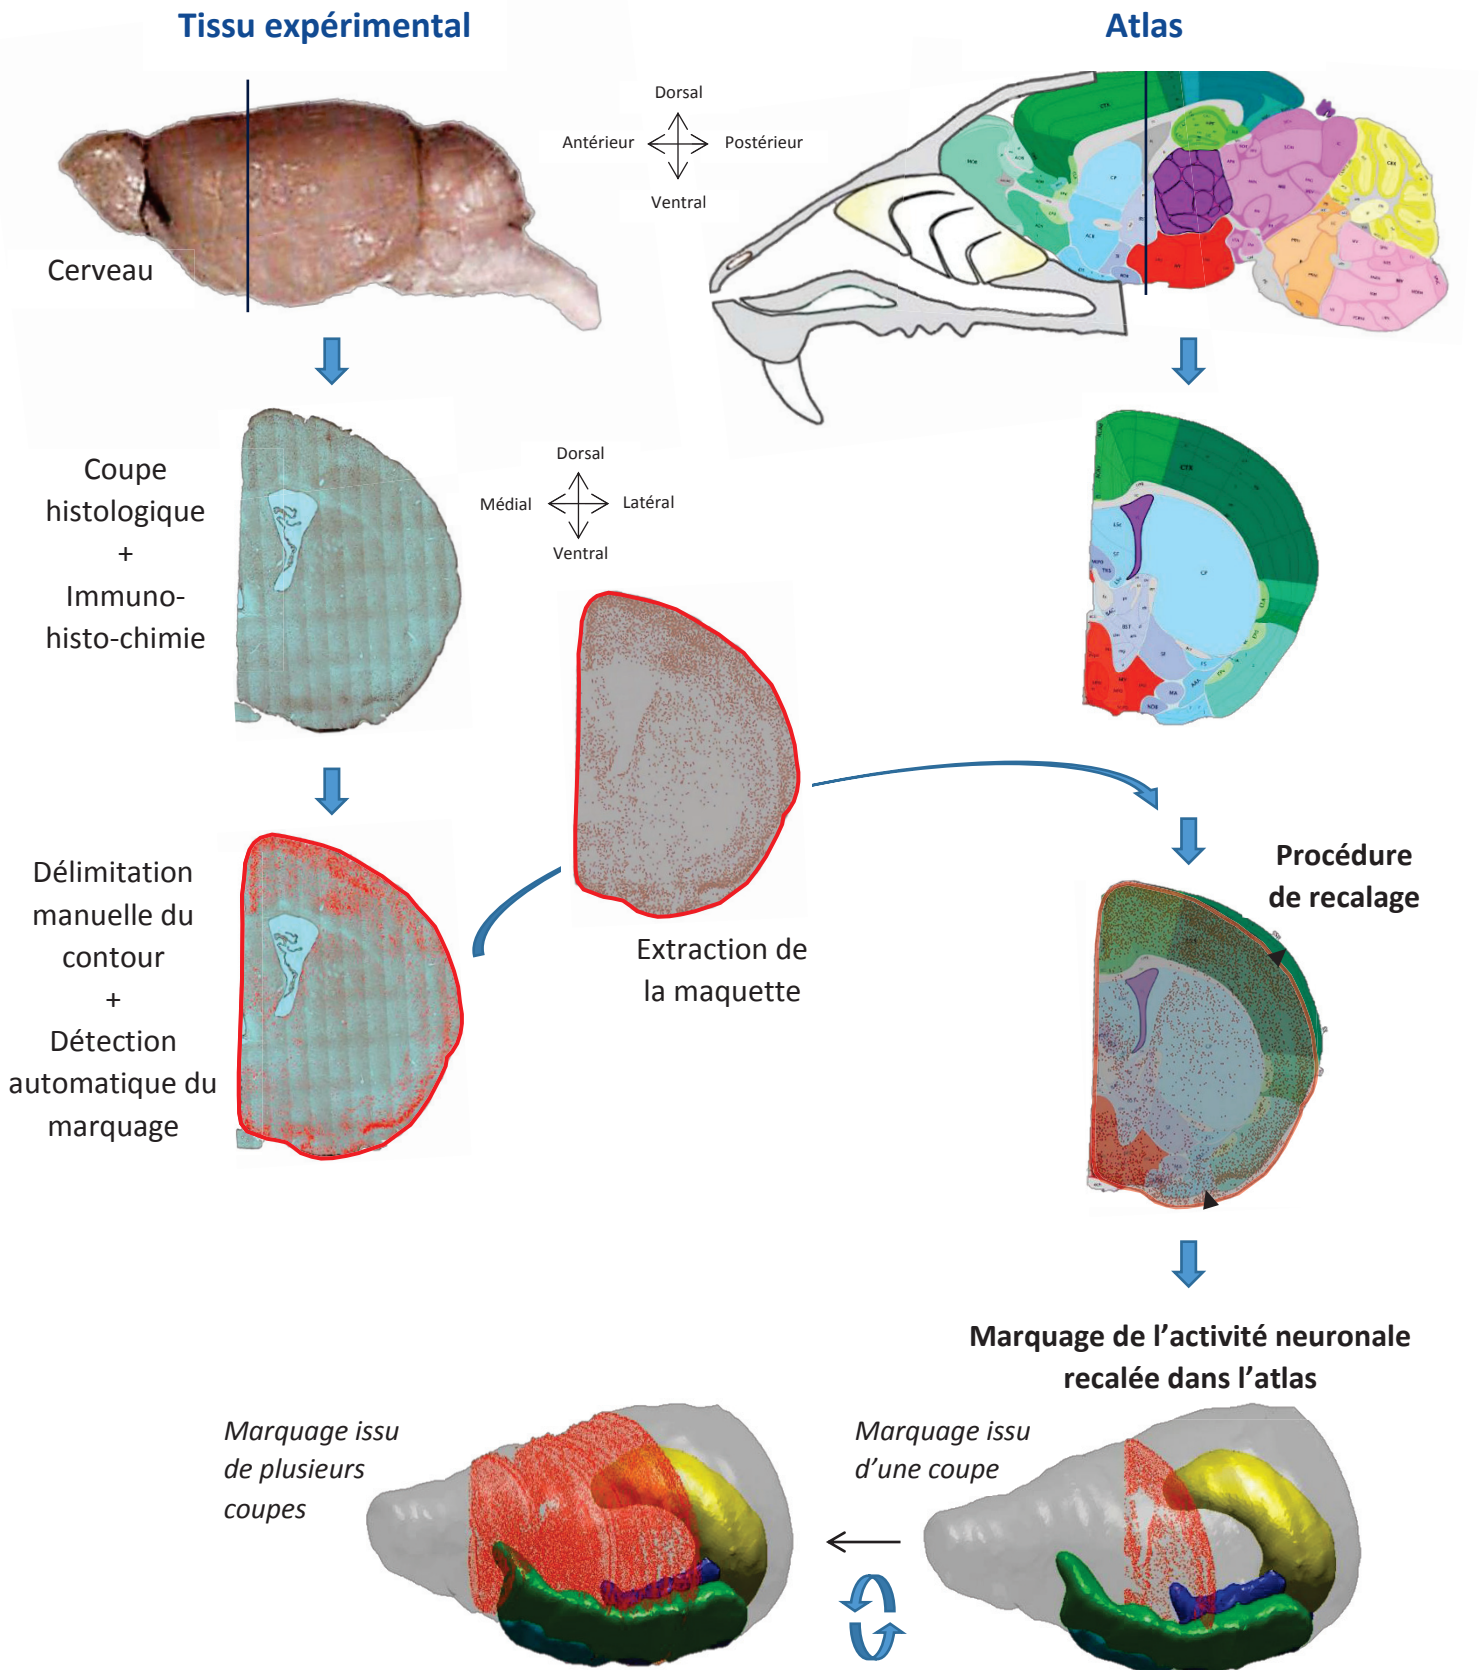 Tissu expérimental
Atlas
Dorsal
Antérieur
Postérieur
Ventral
Cerveau
Coupe
histologique
+
Immuno-
histo-chimie
Dorsal
Médial
Latéral
Ventral
CTX
CP
Délimitation
manuelle du
contour
+
Détection
automatique du
marquage
Extraction de
la maquette
Procédure
de recalage
Marquage de l’activité neuronale
recalée dans l’atlas
Marquage issu
de plusieurs
coupes
Marquage issu
d’une coupe